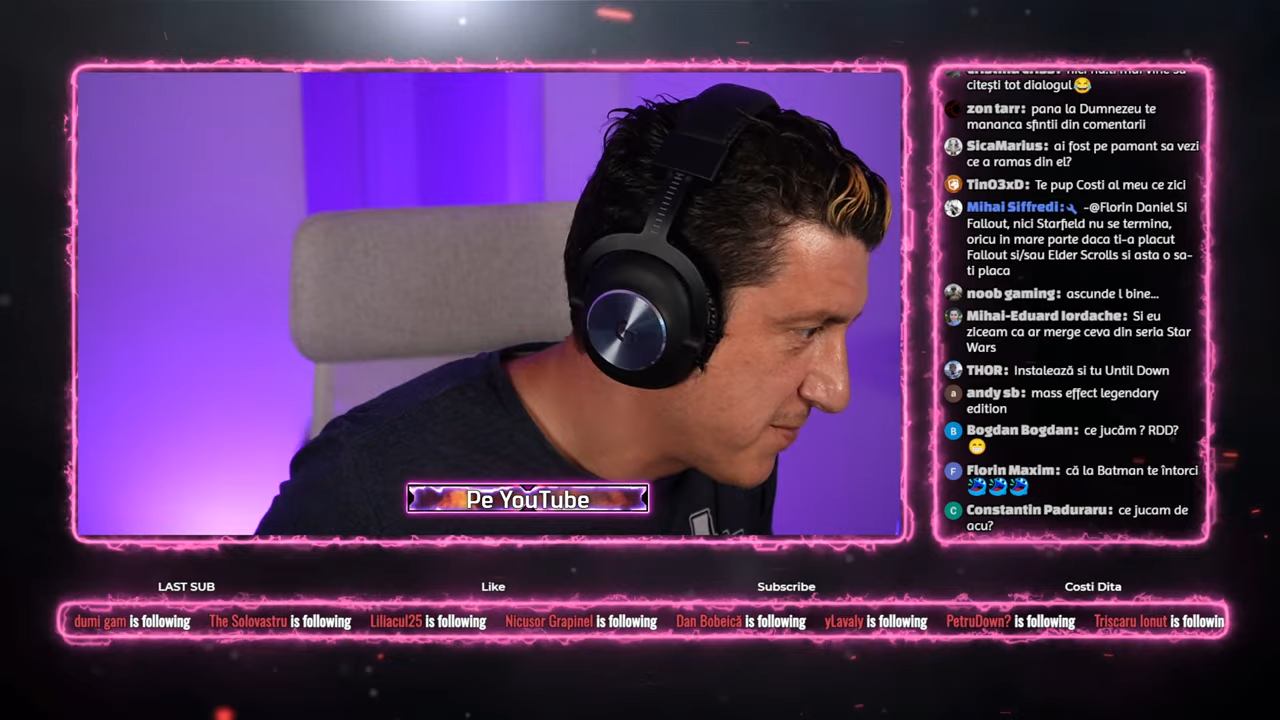 citești tot dialogul😂
zon tarr: pana la Dumnezeu te
mananca sfintii din comentarii
SicaMarius: ai fost pe pamant sa vezi
ce a ramas din el?
TinO3xD: Te pup Costi al meu ce zici
Mihai Siffredi: -@Florin Daniel Si
Fallout, nici Starfield nu se termina,
oricu in mare parte daca ti-a placut
Fallout si/sau Elder Scrolls si asta o sa-
ti placa
noob gaming: ascunde l bine...
Mihai-Eduard Iordache: Si eu
ziceam ca ar merge ceva din seria Star
Wars
THOR: Instalează si tu Until Down
andy sb: mass effect legendary
edition
Bogdan Bogdan: ce jucăm ? RDD?
😁
Florin Maxim: că la Batman te întorci
Constantin Paduraru: ce jucam de
acu?
Pe YouTube
LAST SUB Like Subscribe Costi Dita
dumi gam is following The Solovastru is following Liliacul25 is following Nicusor Grapinel is following Dan Bobeică is following yLavaly is following PetruDown? is following Trișcaru Ionut is followin